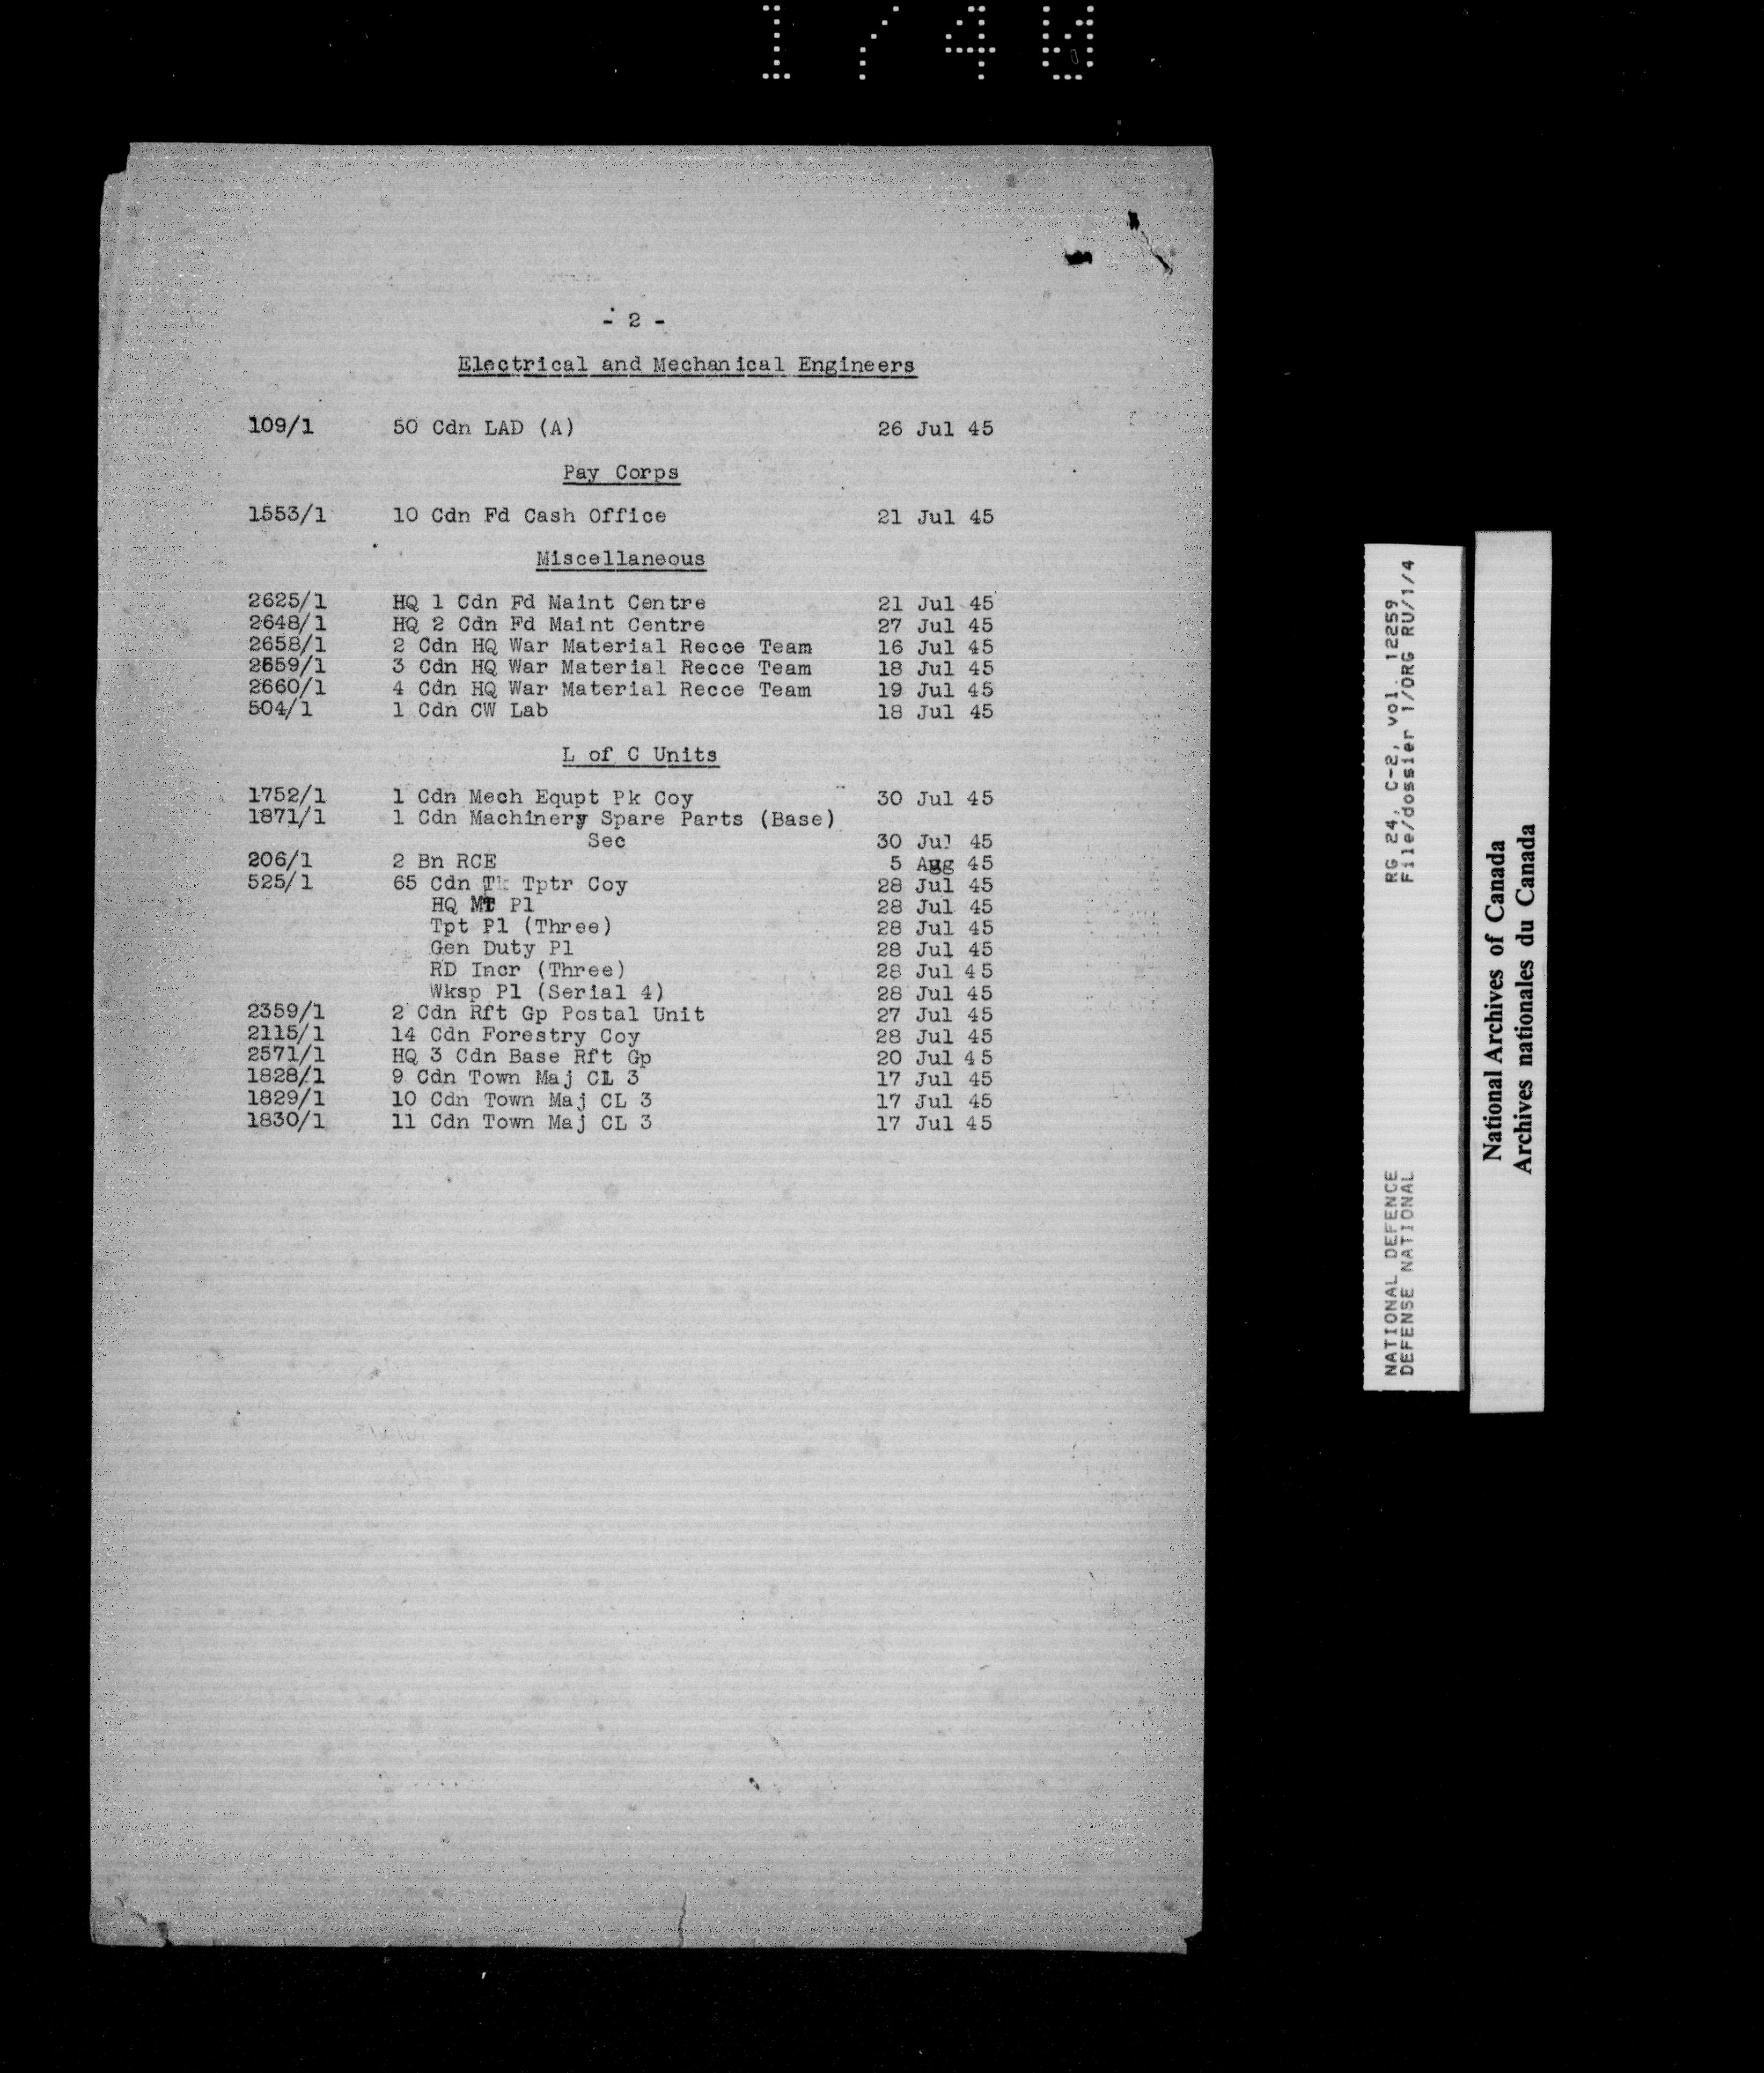 1740
- 2 -
Electrical and Mechanical Engineers
109/1 50 Cdn LAD (A) 26 Jul 45
Pay Corps
1553/1 10 Cdn Fd Cash Office 21 Jul 45
Miscellaneous
2625/1 HQ 1 Cdn Fd Maint Centre 21 Jul 45
2648/1 HQ 2 Cdn Fd Maint Centre 27 Jul 45
2658/1 2 Cdn HQ War Material Recce Team 16 Jul 45
2659/1 3 Cdn HQ War Material Recce Team 18 Jul 45
2660/1 4 Cdn HQ War Material Recce Team 19 Jul 45
504/1 1 Cdn CW Lab 18 Jul 45
L of C Units
1752/1 1 Cdn Mech Equpt Pk Coy 30 Jul 45
1871/1 1 Cdn Machinery Spare Parts (Base)
Sec 30 Jul 45
206/1 2 Bn RCE 5 Aug 45
525/1 65 Cdn Tk Tptr Coy 28 Jul 45
HQ MT Pl 28 Jul 45
Tpt Pl (Three) 28 Jul 45
Gen Duty Pl 28 Jul 45
RD Incr (Three) 28 Jul 45
Wksp Pl (Serial 4) 28 Jul 45
2359/1 2 Cdn Rft Gp Postal Unit 27 Jul 45
2115/1 14 Cdn Forestry Coy 28 Jul 45
2571/1 HQ 3 Cdn Base Rft Gp 20 Jul 45
1828/1 9 Cdn Town Maj CL 3 17 Jul 45
1829/1 10 Cdn Town Maj CL 3 17 Jul 45
1830/1 11 Cdn Town Maj CL 3 17 Jul 45
NATIONAL DEFENCE RG 24, C-2, vol. 12259
DEFENSE NATIONAL File/dossier 1/ORG RU/1/4
National Archives of Canada
Archives nationales du Canada